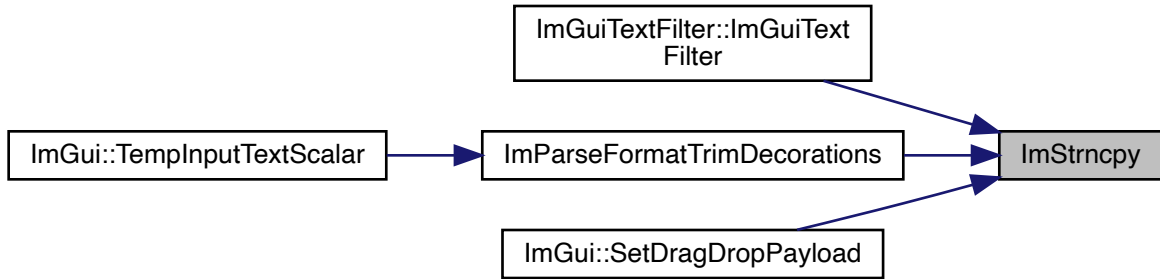 ImGuiTextFilter::ImGuiText
Filter
ImGui::TempInputTextScalar
ImParseFormatTrimDecorations
ImStrncpy
ImGui::SetDragDropPayload